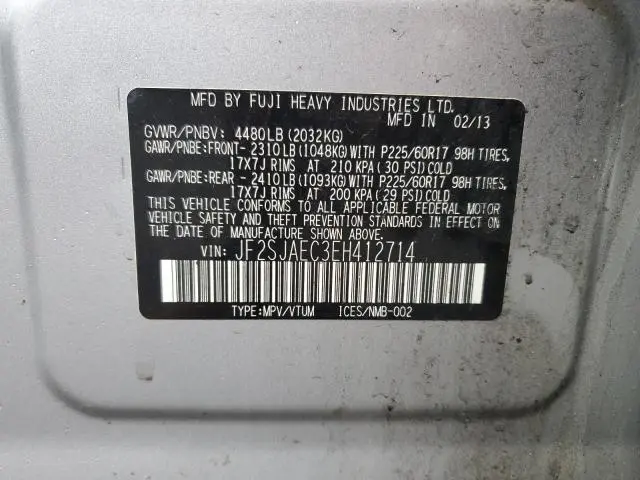 MFD BY FUJI HEAVY INDUSTRIES LTD.
MFD IN 02/13
GVWR/PNBV: 4480LB(2032KG)
GAWR/PNBE:FRONT- 2310LB(1048KG)WITH P225/60R17 98H TIRES,
17X7J RIMS AT 210 KPA( 30 PSI)COLD
GAWR/PNBE:REAR - 2410LB(1093KG)WITH P225/60R17 98H TIRES,
17X7J RIMS AT 200 KPA(29 PSI)COLD
THIS VEHICLE CONFORMS TO ALL APPLICABLE FEDERAL MOTOR
VEHICLE SAFETY AND THEFT PREVENTION STANDARDS IN EFFECT ON
THE DATE OF MANUFACTURE SHOWN ABOVE.
VIN: JF2SJAEC3EH412714
TYPE:MPV/VTUM ICES/NMB-002